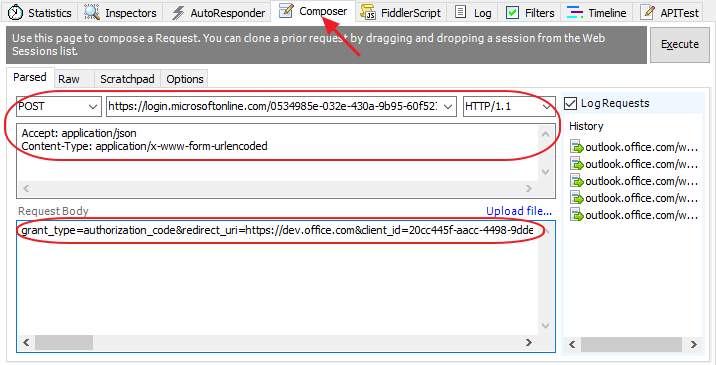 Statistics Inspectors AutoResponder Composer FiddlerScript Log Filters Timeline APITest
Use this page to compose a Request. You can clone a prior request by dragging and dropping a session from the Web
Sessions list.
Execute
Parsed Raw Scratchpad Options
POST https://login.microsoftonline.com/0534985e-032e-430a-9b95-60f52 HTTP/1.1
Log Requests
Accept: application/json
Content-Type: application/x-www-form-urlencoded
History
outlook.office.com/w...
outlook.office.com/w...
outlook.office.com/w...
outlook.office.com/w...
outlook.office.com/w...
Request Body Upload file...
grant_type=authorization_code&redirect_uri=https://dev.office.com&client_id=20cc445f-aacc-4498-9dde